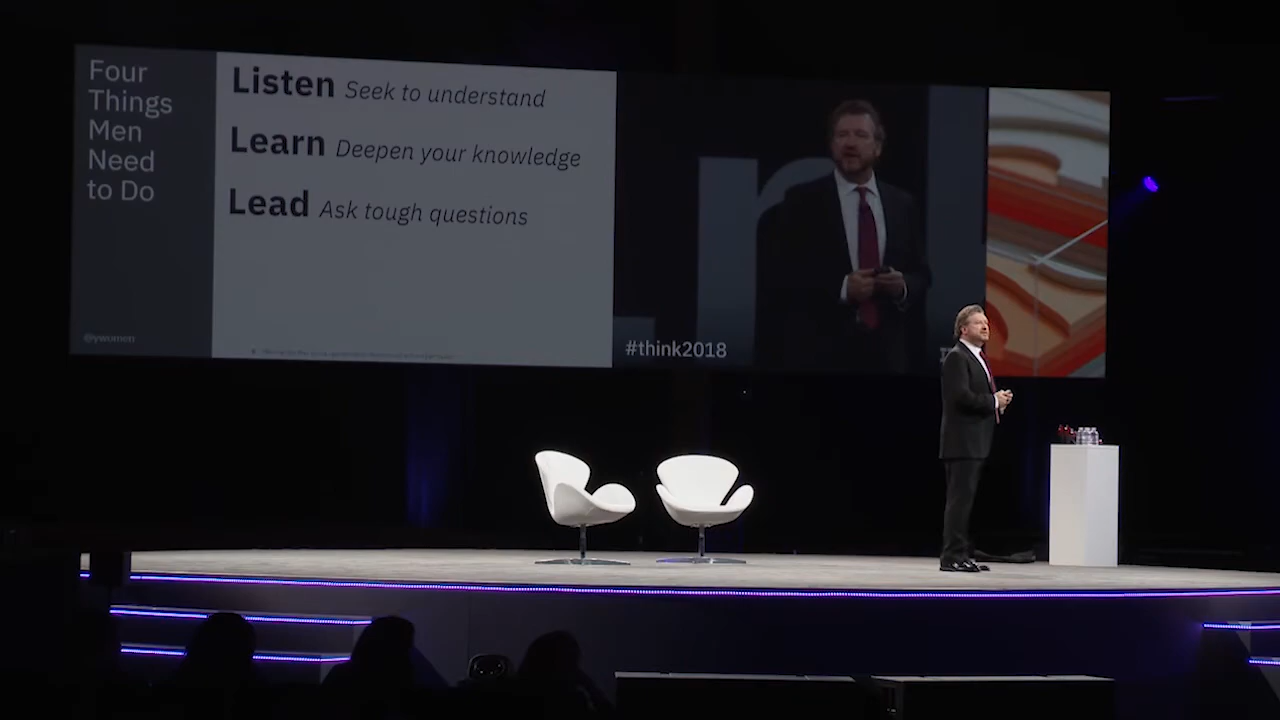 Four
Things
Men
Need
to Do
Listen Seek to understand
Learn Deepen your knowledge
Lead Ask tough questions
@ywomen
#think2018